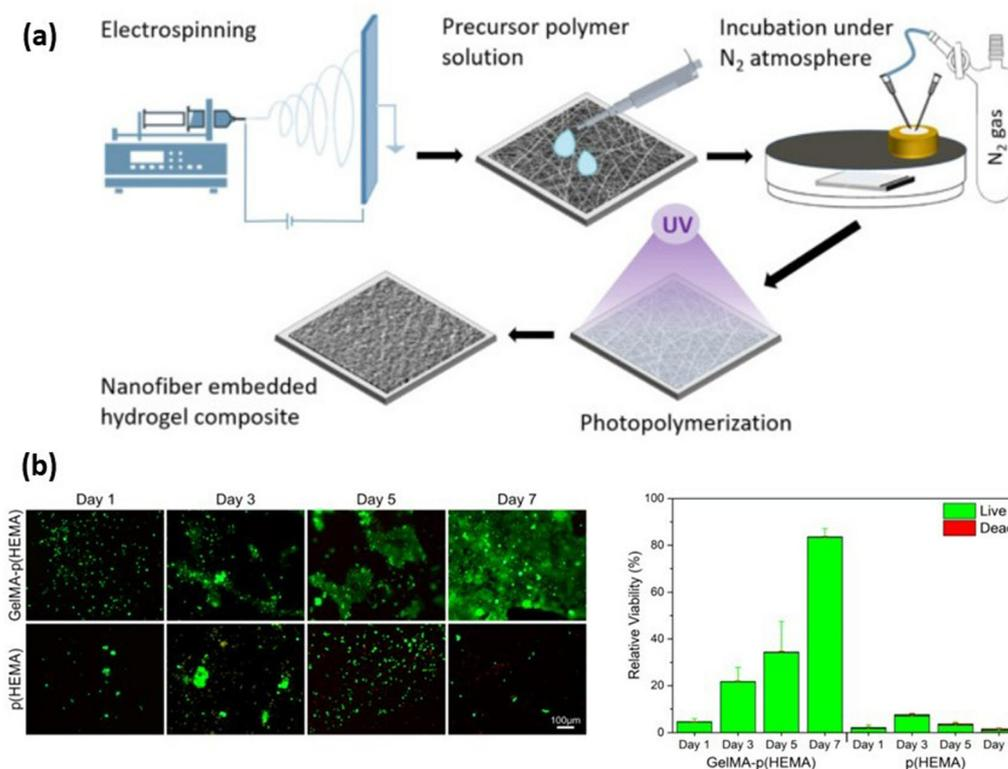 (a)
Electrospinning
Precursor polymer
solution
Incubation under
N₂ atmosphere
N₂ gas
UV
Nanofiber embedded
hydrogel composite
Photopolymerization
(b)
Day 1 Day 3 Day 5 Day 7
GelMA-p(HEMA)
p(HEMA)
100μm
Relative Viability (%)
100
80
60
40
20
0
Live
Dea
Day 1 Day 3 Day 5 Day 7 Day 1 Day 3 Day 5 Day
GelMA-p(HEMA) p(HEMA)